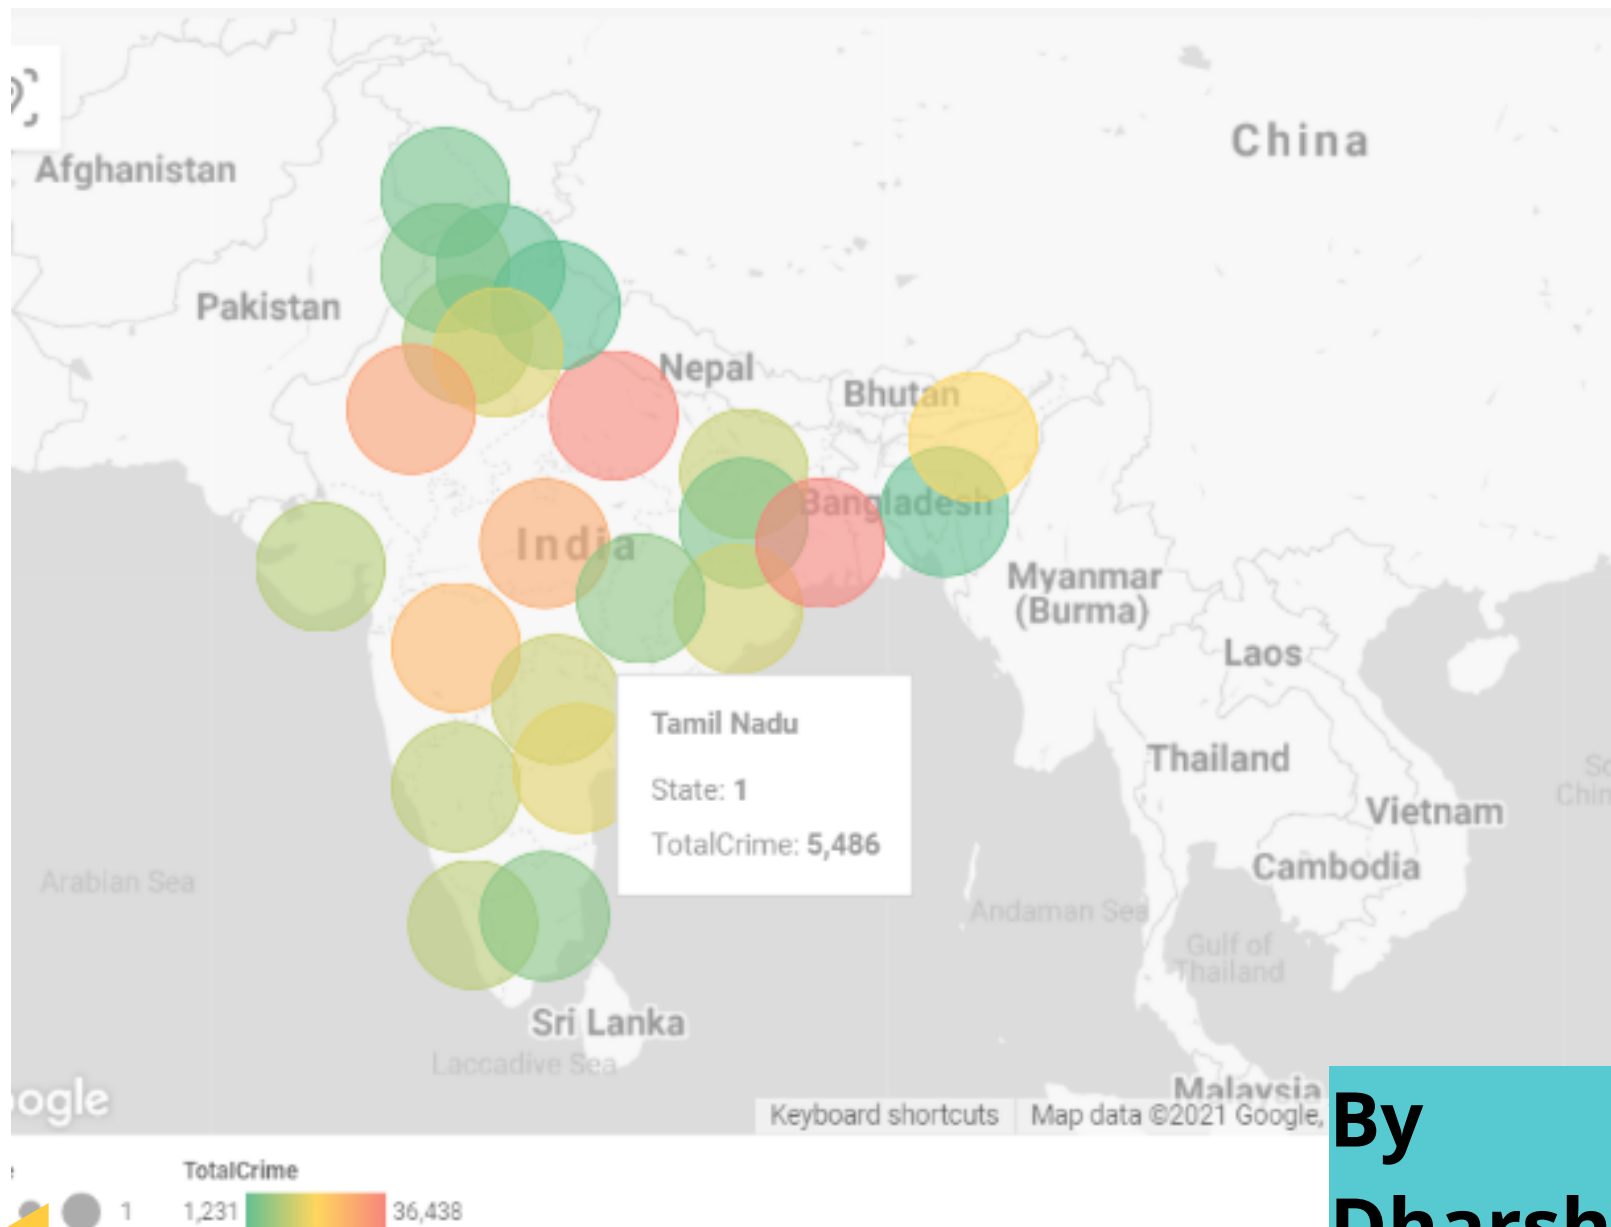 China
Afghanistan
Pakistan
Nepal
Bhutan
Bangladesh
India
Myanmar
(Burma)
Laos
Tamil Nadu
State: 1
TotalCrime: 5,486
Thailand
Vietnam
Cambodia
Arabian Sea
Andaman Sea
Gulf of
Thailand
Sri Lanka
Laccadive Sea
Malaysia
ogle
Keyboard shortcuts
Map data ©2021 Google,
By
Dharsh
TotalCrime
1
1,231
36,438